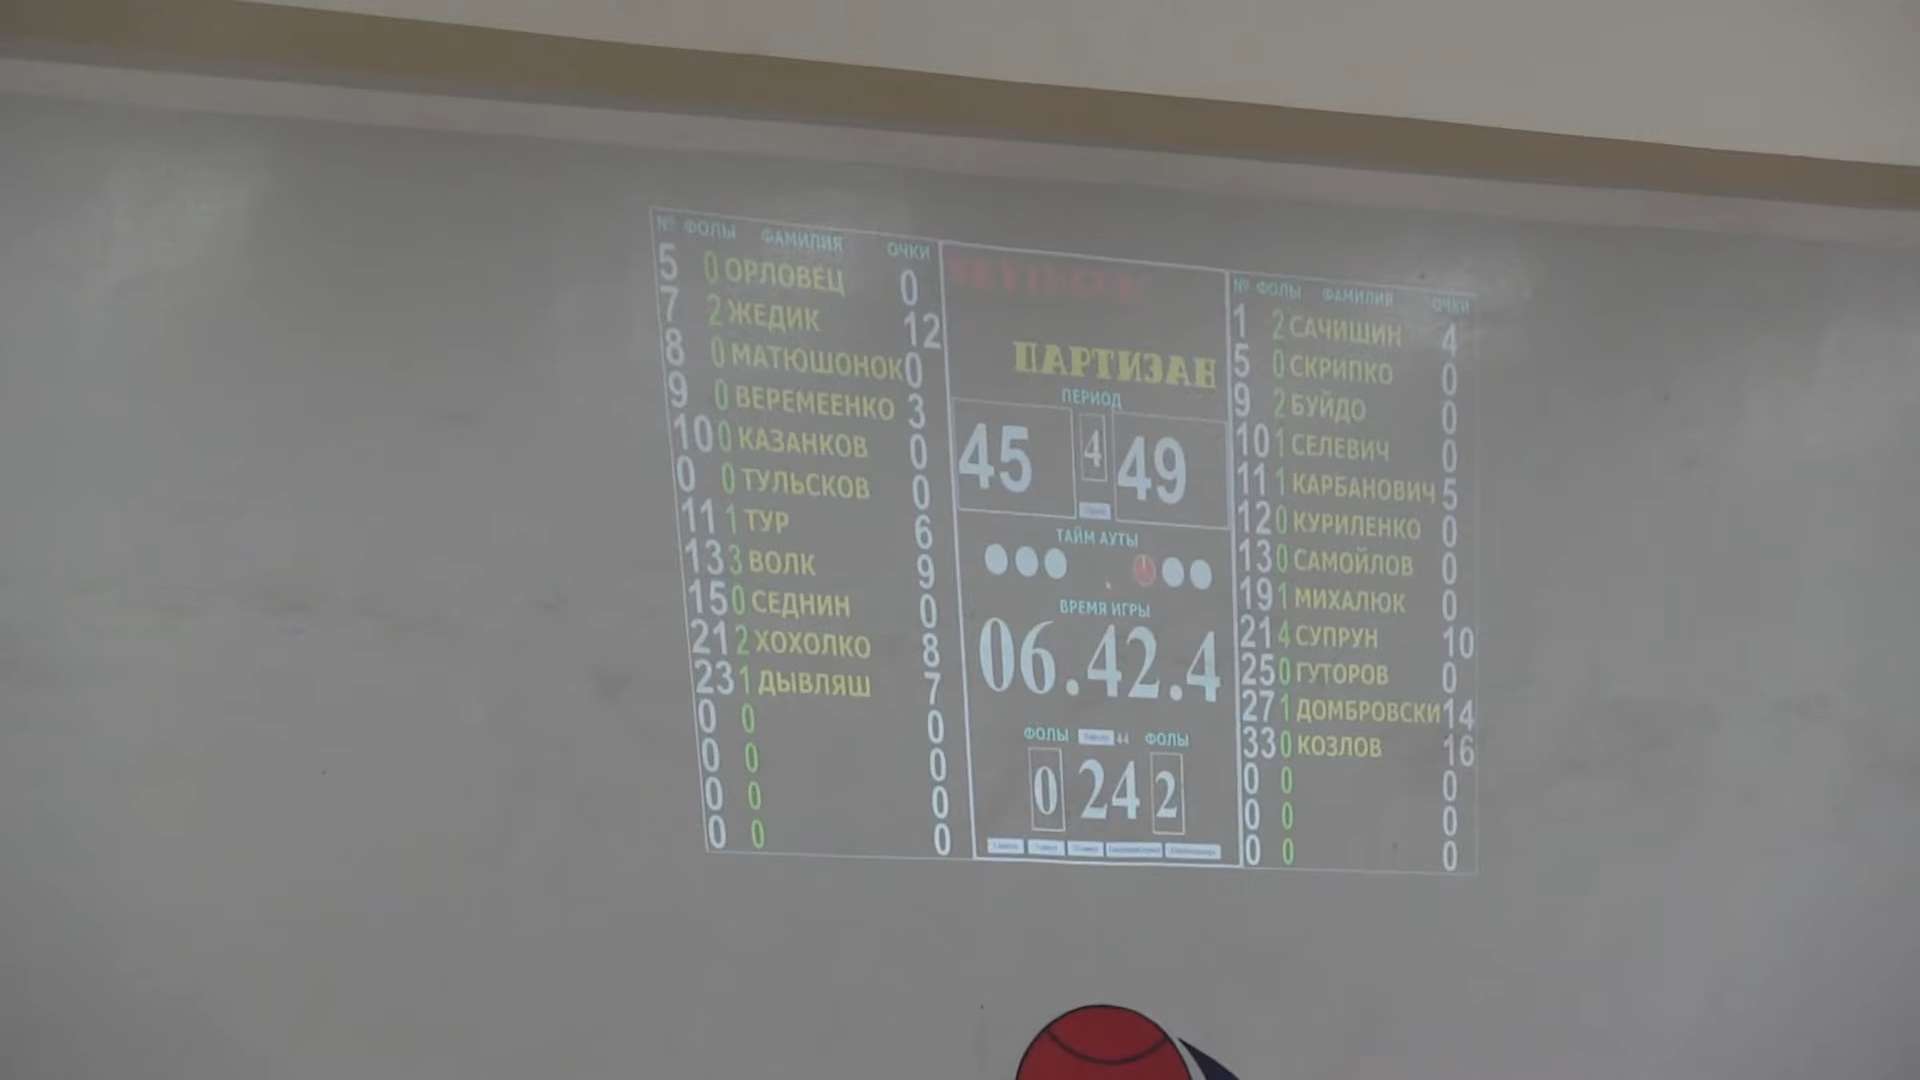 № ФОЛЫ ФАМИЛИЯ ОЧКИ
5 0 ОРЛОВЕЦ 0
7 2 ЖЕДИК 12
8 0 МАТЮШОНОК 0
9 0 ВЕРЕМЕЕНКО 3
10 0 КАЗАНКОВ 0
0 0 ТУЛЬСКОВ 0
11 1 ТУР 6
13 3 ВОЛК 9
15 0 СЕДНИН 0
21 2 ХОХОЛКО 8
23 1 ДЫВЛЯШ 7
0 0 0
0 0 0
0 0 0
0 0 0
ПАРТИЗАН
ПЕРИОД
45 4 49
ТАЙМ АУТЫ
ВРЕМЯ ИГРЫ
06.42.4
ФОЛЫ 44 ФОЛЫ
0 24 2
№ ФОЛЫ ФАМИЛИЯ ОЧКИ
1 2 САЧИШИН 4
5 0 СКРИПКО 0
9 2 БУЙДО 0
10 1 СЕЛЕВИЧ 0
11 1 КАРБАНОВИЧ 5
12 0 КУРИЛЕНКО 0
13 0 САМОЙЛОВ 0
19 1 МИХАЛЮК 0
21 4 СУПРУН 10
25 0 ГУТОРОВ 0
27 1 ДОМБРОВСКИ 14
33 0 КОЗЛОВ 16
0 0 0
0 0 0
0 0 0